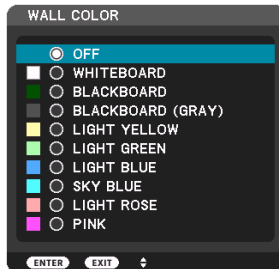 WALL COLOR
OFF
WHITEBOARD
BLACKBOARD
BLACKBOARD (GRAY)
LIGHT YELLOW
LIGHT GREEN
LIGHT BLUE
SKY BLUE
LIGHT ROSE
PINK
ENTER EXIT